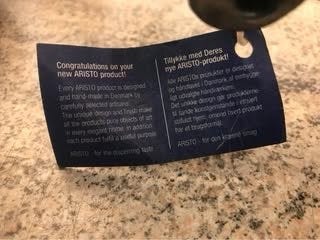 Congratulations on your
new ARISTO product!
Every ARISTO product is designed
and hand-made in Denmark by
carefully selected artisans.
The unique design and finish make
all the products pure objects of art
in every elegant home. In addition
each product fulfils a useful purpose
ARISTO - for the discerning taste
Tillykke med Deres
nye ARISTO-produkt!
Alle ARISTOs produkter er designet
og håndlavet i Danmark af omhyggeligt
udvalgte håndværkere.
Det unikke design gør produkterne
til kunstgenstande i ethvert
stilfuldt hjem, omend hvert produkt
har et brugsformål.
ARISTO - for den kræsne smag